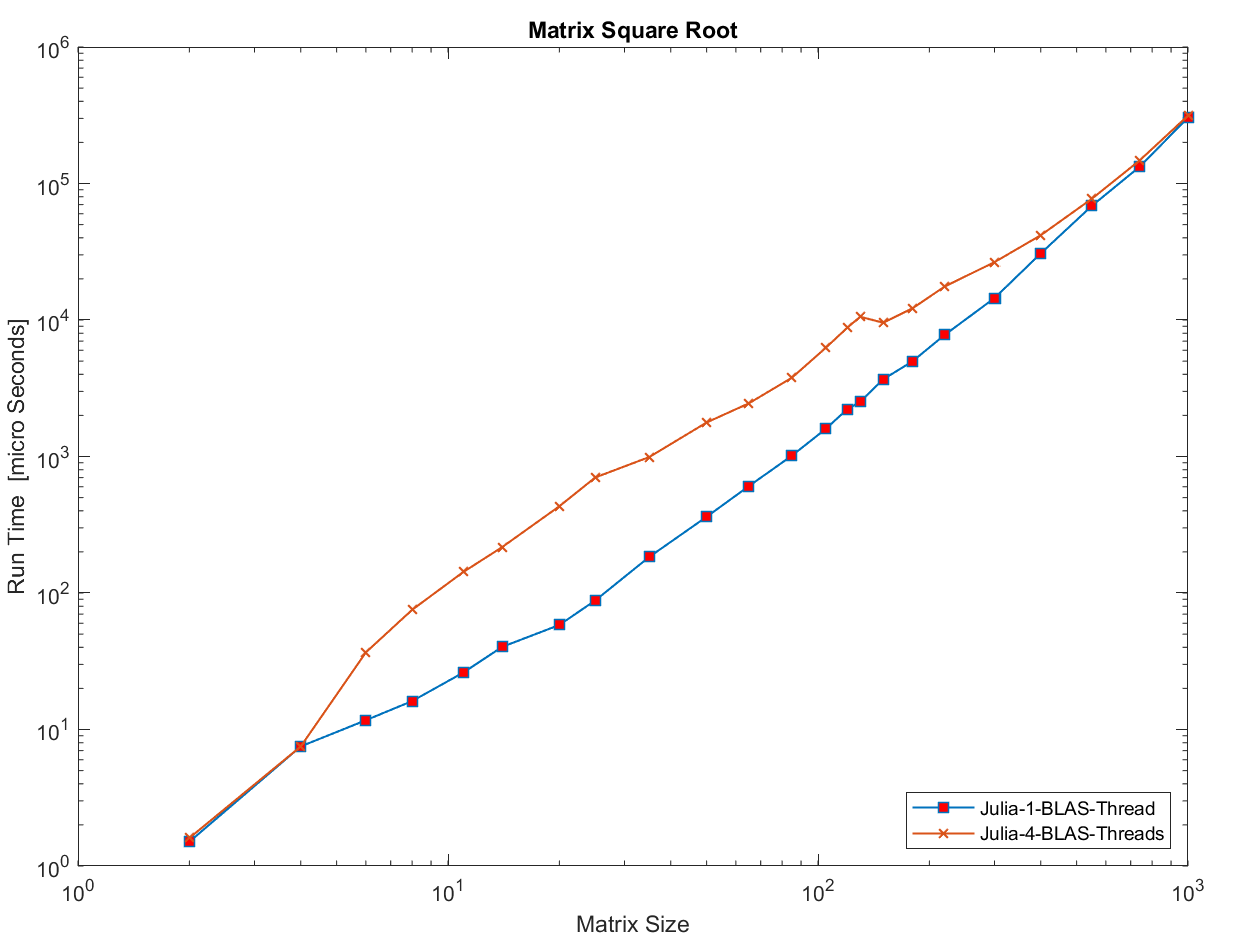 Matrix Square Root
10^6
10^5
10^4
10^3
10^2
10^1
10^0
Run Time [micro Seconds]
Julia-1-BLAS-Thread
Julia-4-BLAS-Threads
10^0 10^1 10^2 10^3
Matrix Size